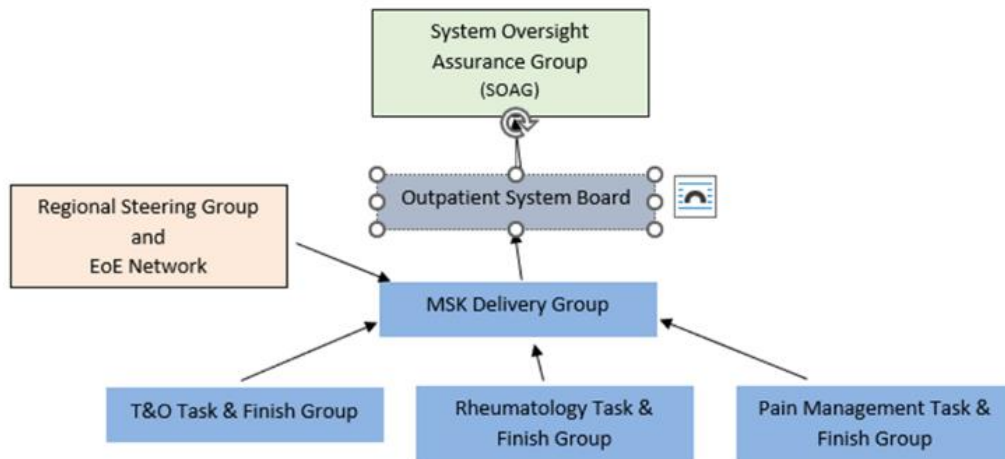 System Oversight
Assurance Group
(SOAG)
Outpatient System Board
Regional Steering Group
and
EoE Network
MSK Delivery Group
T&O Task & Finish Group
Rheumatology Task &
Finish Group
Pain Management Task &
Finish Group